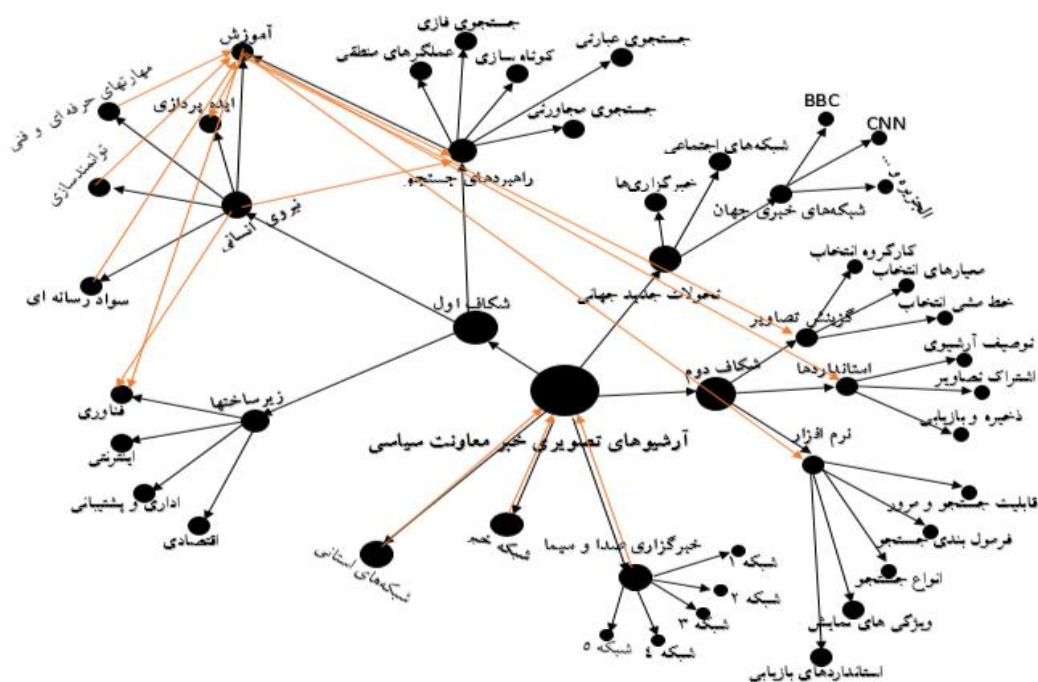 آموزش
مهارتهای حرفه‌ای و فنی
ایده پردازی
توانمندسازی
نیروی انسانی
سواد رسانه ای
جستجوی فازی
عملگرهای منطقی
کوتاه سازی
جستجوی عبارتی
جستجوی مجاورتی
راهبردهای جستجو
BBC
CNN
الجزیره و ...
شبکه‌های اجتماعی
خبرگزاری‌ها
شبکه‌های خبری جهان
تحولات جدید جهانی
کارگروه انتخاب
معیارهای انتخاب
خط مشی انتخاب
گزینش تصاویر
شکاف اول
شکاف دوم
استانداردها
توصیف آرشیوی
اشتراک تصاویر
ذخیره و بازیابی
نرم افزار
آرشیوهای تصویری خبر معاونت سیاسی
زیرساختها
فناوری
اینترنتی
اداری و پشتیبانی
اقتصادی
شبکه‌های استانی
شبکه خبر
خبرگزاری صدا و سیما
شبکه ۱
شبکه ۲
شبکه ۳
شبکه ۴
شبکه ۵
قابلیت جستجو و مرور
فرمول بندی جستجو
انواع جستجو
ویژگی های نمایش
استانداردهای بازیابی